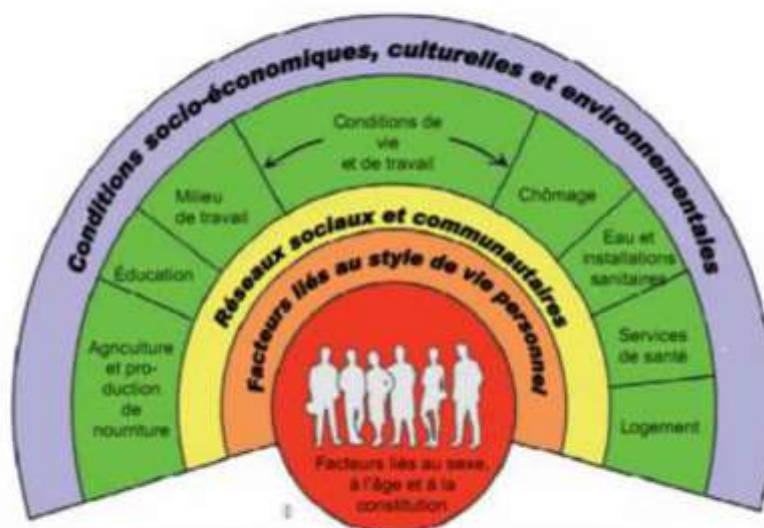 Conditions socio-économiques, culturelles et environnementales
Conditions de
vie
et de travail
Milieu
de travail
Chômage
Éducation
Eau et
installations
sanitaires
Agriculture
et pro-
duction
de
nourriture
Services
de santé
Logement
Réseaux sociaux et communautaires
Facteurs liés au style de vie personnel
Facteurs liés au sexe,
à l'âge et à la
constitution